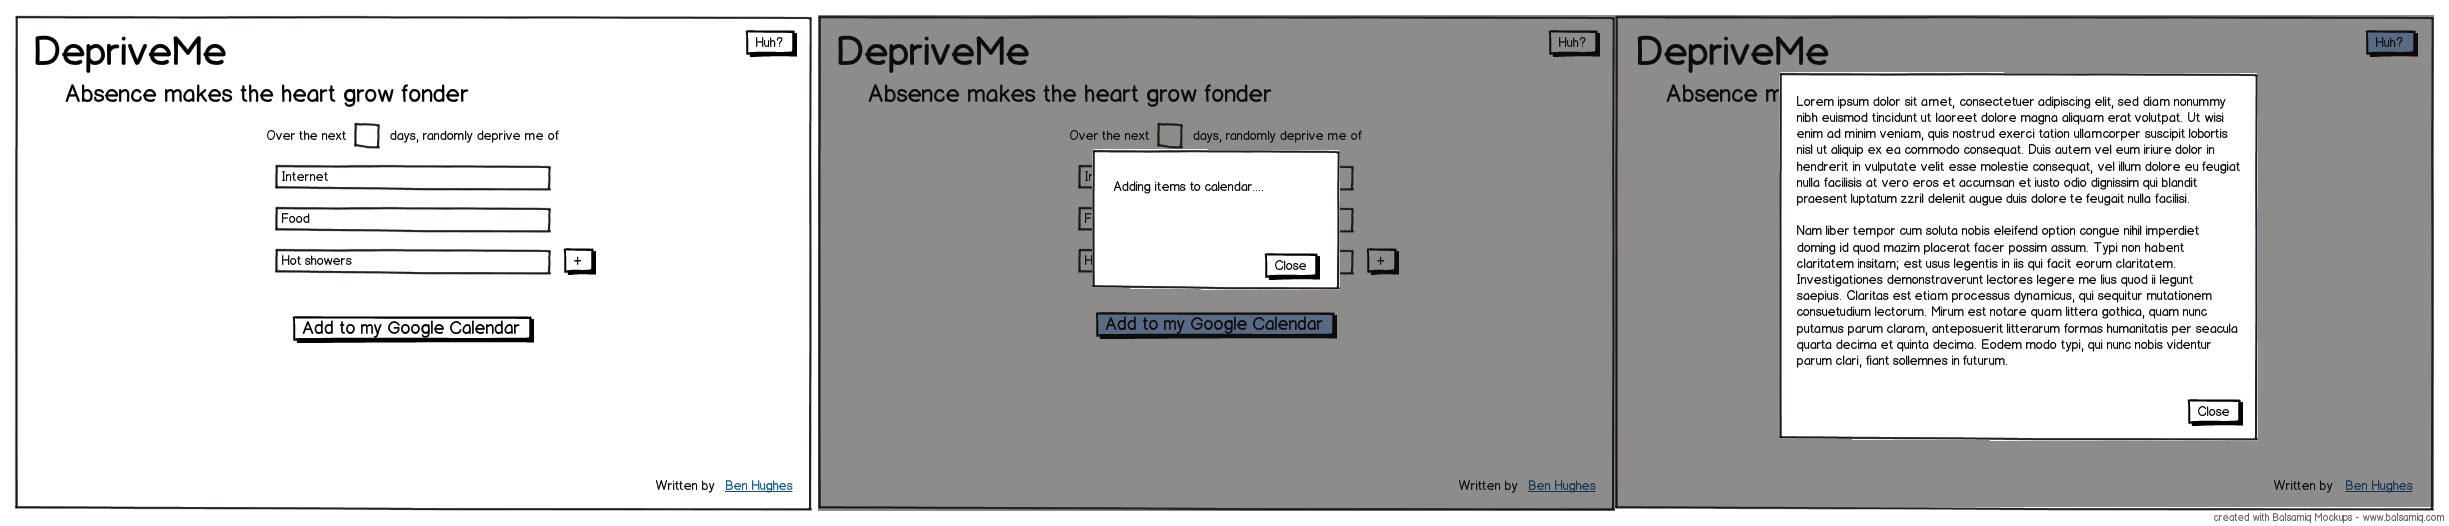 DepriveMe
Huh?
Absence makes the heart grow fonder
Over the next days, randomly deprive me of
Internet
Food
Hot showers
+
Add to my Google Calendar
Written by Ben Hughes
DepriveMe
Huh?
Absence makes the heart grow fonder
Over the next days, randomly deprive me of
Adding items to calendar....
Close
+
Add to my Google Calendar
Written by Ben Hughes
DepriveMe
Huh?
Absence
Lorem ipsum dolor sit amet, consectetuer adipiscing elit, sed diam nonummy
nibh euismod tincidunt ut laoreet dolore magna aliquam erat volutpat. Ut wisi
enim ad minim veniam, quis nostrud exerci tation ullamcorper suscipit lobortis
nisl ut aliquip ex ea commodo consequat. Duis autem vel eum iriure dolor in
hendrerit in vulputate velit esse molestie consequat, vel illum dolore eu feugiat
nulla facilisis at vero eros et accumsan et iusto odio dignissim qui blandit
praesent luptatum zzril delenit augue duis dolore te feugait nulla facilisi.
Nam liber tempor cum soluta nobis eleifend option congue nihil imperdiet
doming id quod mazim placerat facer possim assum. Typi non habent
claritatem insitam; est usus legentis in iis qui facit eorum claritatem.
Investigationes demonstraverunt lectores legere me lius quod ii legunt
saepius. Claritas est etiam processus dynamicus, qui sequitur mutationem
consuetudium lectorum. Mirum est notare quam littera gothica, quam nunc
putamus parum claram, anteposuerit litterarum formas humanitatis per seacula
quarta decima et quinta decima. Eodem modo typi, qui nunc nobis videntur
parum clari, fiant sollemnes in futurum.
Close
Written by Ben Hughes
created with Balsamiq Mockups - www.balsamiq.com